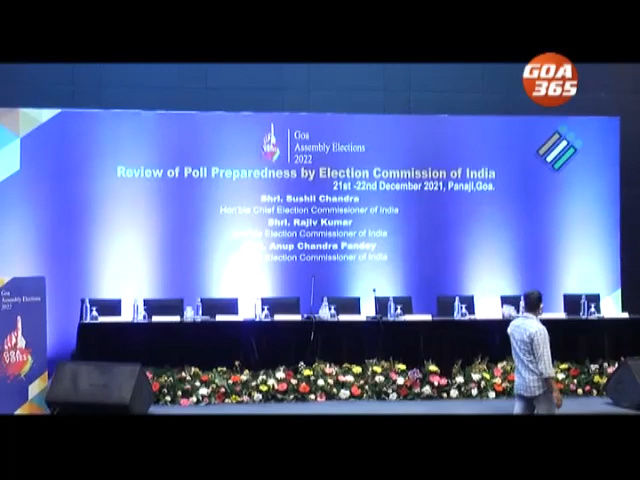 GOA
365
Goa
Assembly Elections
2022
Review of Poll Preparedness by Election Commission of India
21st -22nd December 2021, Panaji,Goa.
Shri. Sushil Chandra
Hon'ble Chief Election Commissioner of India
Shri. Rajiv Kumar
Election Commissioner of India
Anup Chandra Pandey
Election Commissioner of India
Goa
Assembly Elections
2022